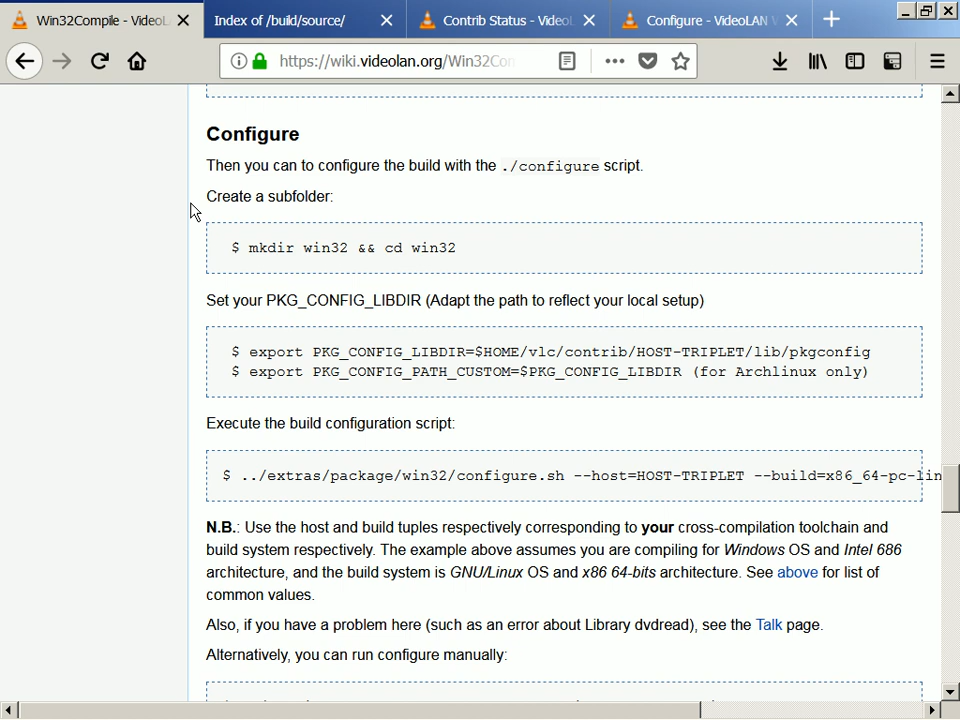 Win32Compile - VideoL
Index of /build/source/
Contrib Status - Video
Configure - VideoLAN
https://wiki.videolan.org/Win32Com
Configure
Then you can to configure the build with the ./configure script.
Create a subfolder:
$ mkdir win32 && cd win32
Set your PKG_CONFIG_LIBDIR (Adapt the path to reflect your local setup)
$ export PKG_CONFIG_LIBDIR=$HOME/vlc/contrib/HOST-TRIPLET/lib/pkgconfig
$ export PKG_CONFIG_PATH_CUSTOM=$PKG_CONFIG_LIBDIR (for Archlinux only)
Execute the build configuration script:
$ ../extras/package/win32/configure.sh --host=HOST-TRIPLET --build=x86_64-pc-lin
N.B.: Use the host and build tuples respectively corresponding to your cross-compilation toolchain and
build system respectively. The example above assumes you are compiling for Windows OS and Intel 686
architecture, and the build system is GNU/Linux OS and x86 64-bits architecture. See above for list of
common values.
Also, if you have a problem here (such as an error about Library dvdread), see the Talk page.
Alternatively, you can run configure manually: